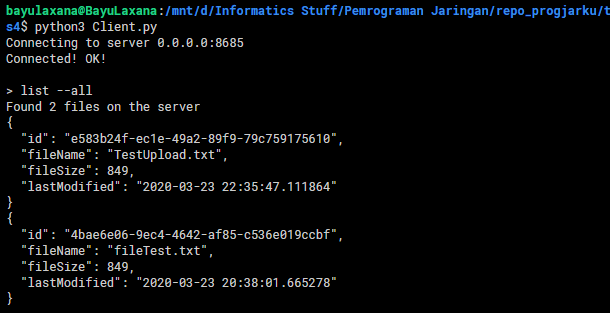 bayulaxana@BayuLaxana:/mnt/d/Informatics Stuff/Pemrograman Jaringan/repo_progjarku/t
s4$ python3 Client.py
Connecting to server 0.0.0.0:8685
Connected! OK!
> list --all
Found 2 files on the server
{
  "id": "e583b24f-ec1e-49a2-89f9-79c759175610",
  "fileName": "TestUpload.txt",
  "fileSize": 849,
  "lastModified": "2020-03-23 22:35:47.111864"
}
{
  "id": "4bae6e06-9ec4-4642-af85-c536e019ccbf",
  "fileName": "fileTest.txt",
  "fileSize": 849,
  "lastModified": "2020-03-23 20:38:01.665278"
}